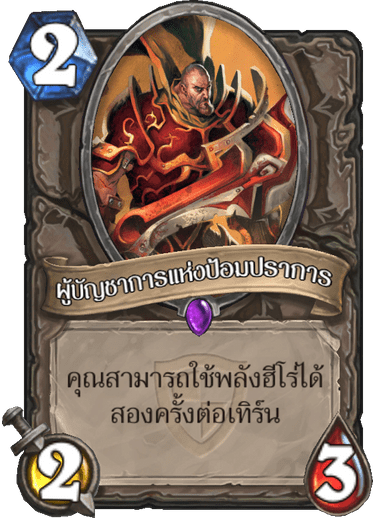 2
ผู้บัญชาการแห่งป้อมปราการ
คุณสามารถใช้พลังฮีโร่ได้
สองครั้งต่อเทิร์น
2
3